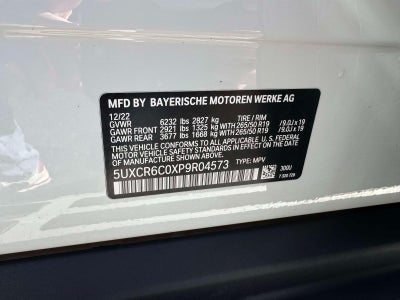 MFD BY BAYERISCHE MOTOREN WERKE AG
12/22 TIRE / RIM
GVWR 6232 lbs 2827 kg
GAWR FRONT 2921 lbs 1325 kg WITH 265/50 R19 /9.0J x 19
GAWR REAR 3677 lbs 1668 kg WITH 265/50 R19 /9.0J x 19
THIS VEHICLE CONFORMS TO ALL APPLICABLE U.S. FEDERAL
MOTOR VEHICLE SAFETY STANDARDS IN EFFECT
ON THE DATE OF MANUFACTURE SHOWN ABOVE.
5UXCR6C0XP9R04573 TYPE: MPV 300U